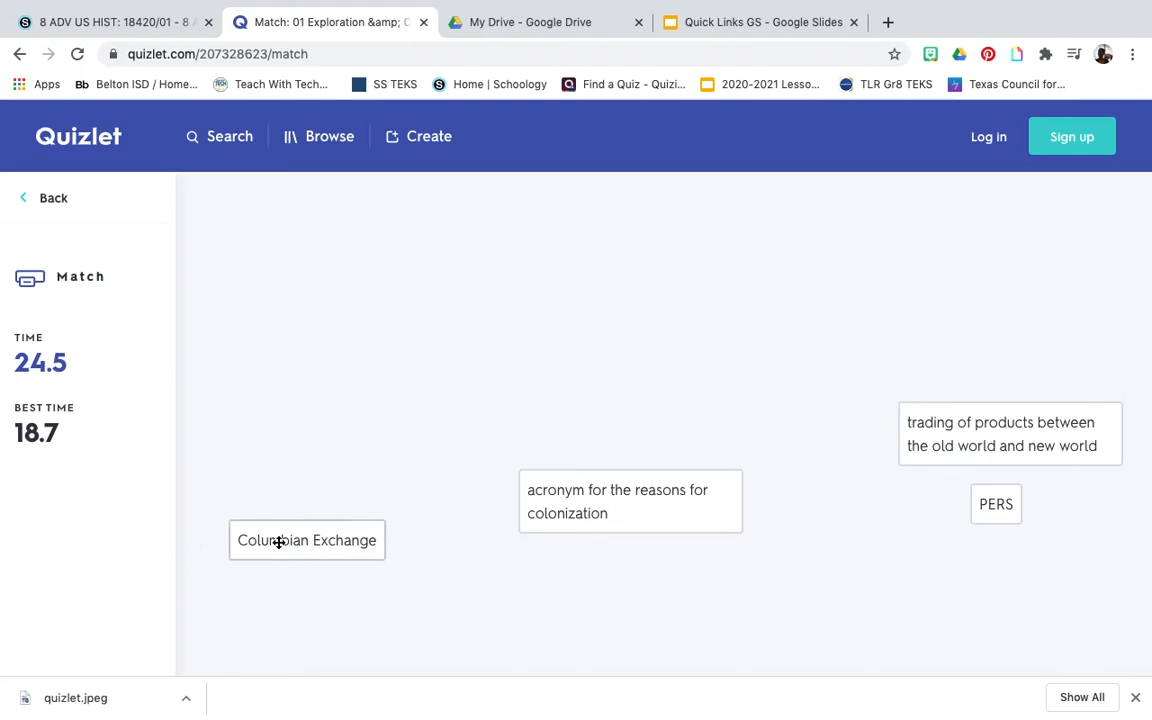 8 ADV US HIST: 18420/01 - 8
Match: 01 Exploration &amp; C
My Drive - Google Drive
Quick Links GS - Google Slides
quizlet.com/207328623/match
Apps
Bb Belton ISD / Home...
Teach With Tech...
SS TEKS
Home | Schoology
Find a Quiz - Quizi...
2020-2021 Lesso...
TLR Gr8 TEKS
Texas Council for...
Quizlet
Search
Browse
Create
Log in
Sign up
Back
Match
TIME
24.5
BEST TIME
18.7
trading of products between
the old world and new world
acronym for the reasons for
colonization
PERS
Columbian Exchange
quizlet.jpeg
Show All